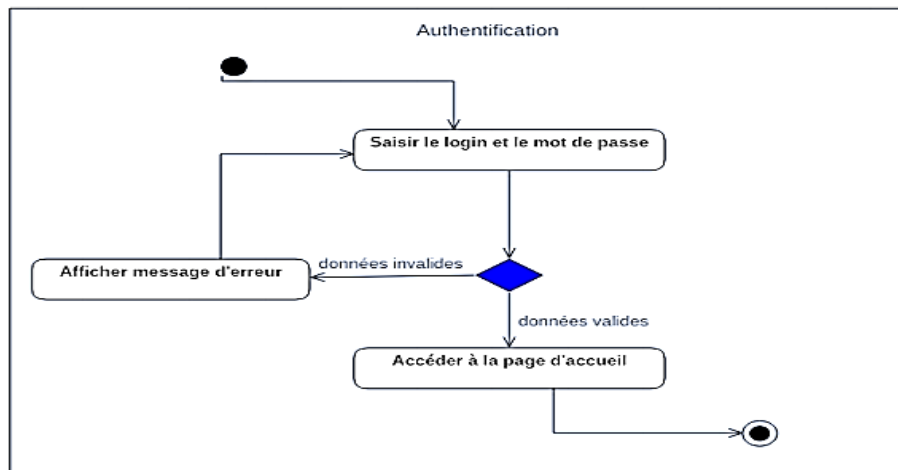 Authentification
Saisir le login et le mot de passe
Afficher message d'erreur
données invalides
données valides
Accéder à la page d'accueil